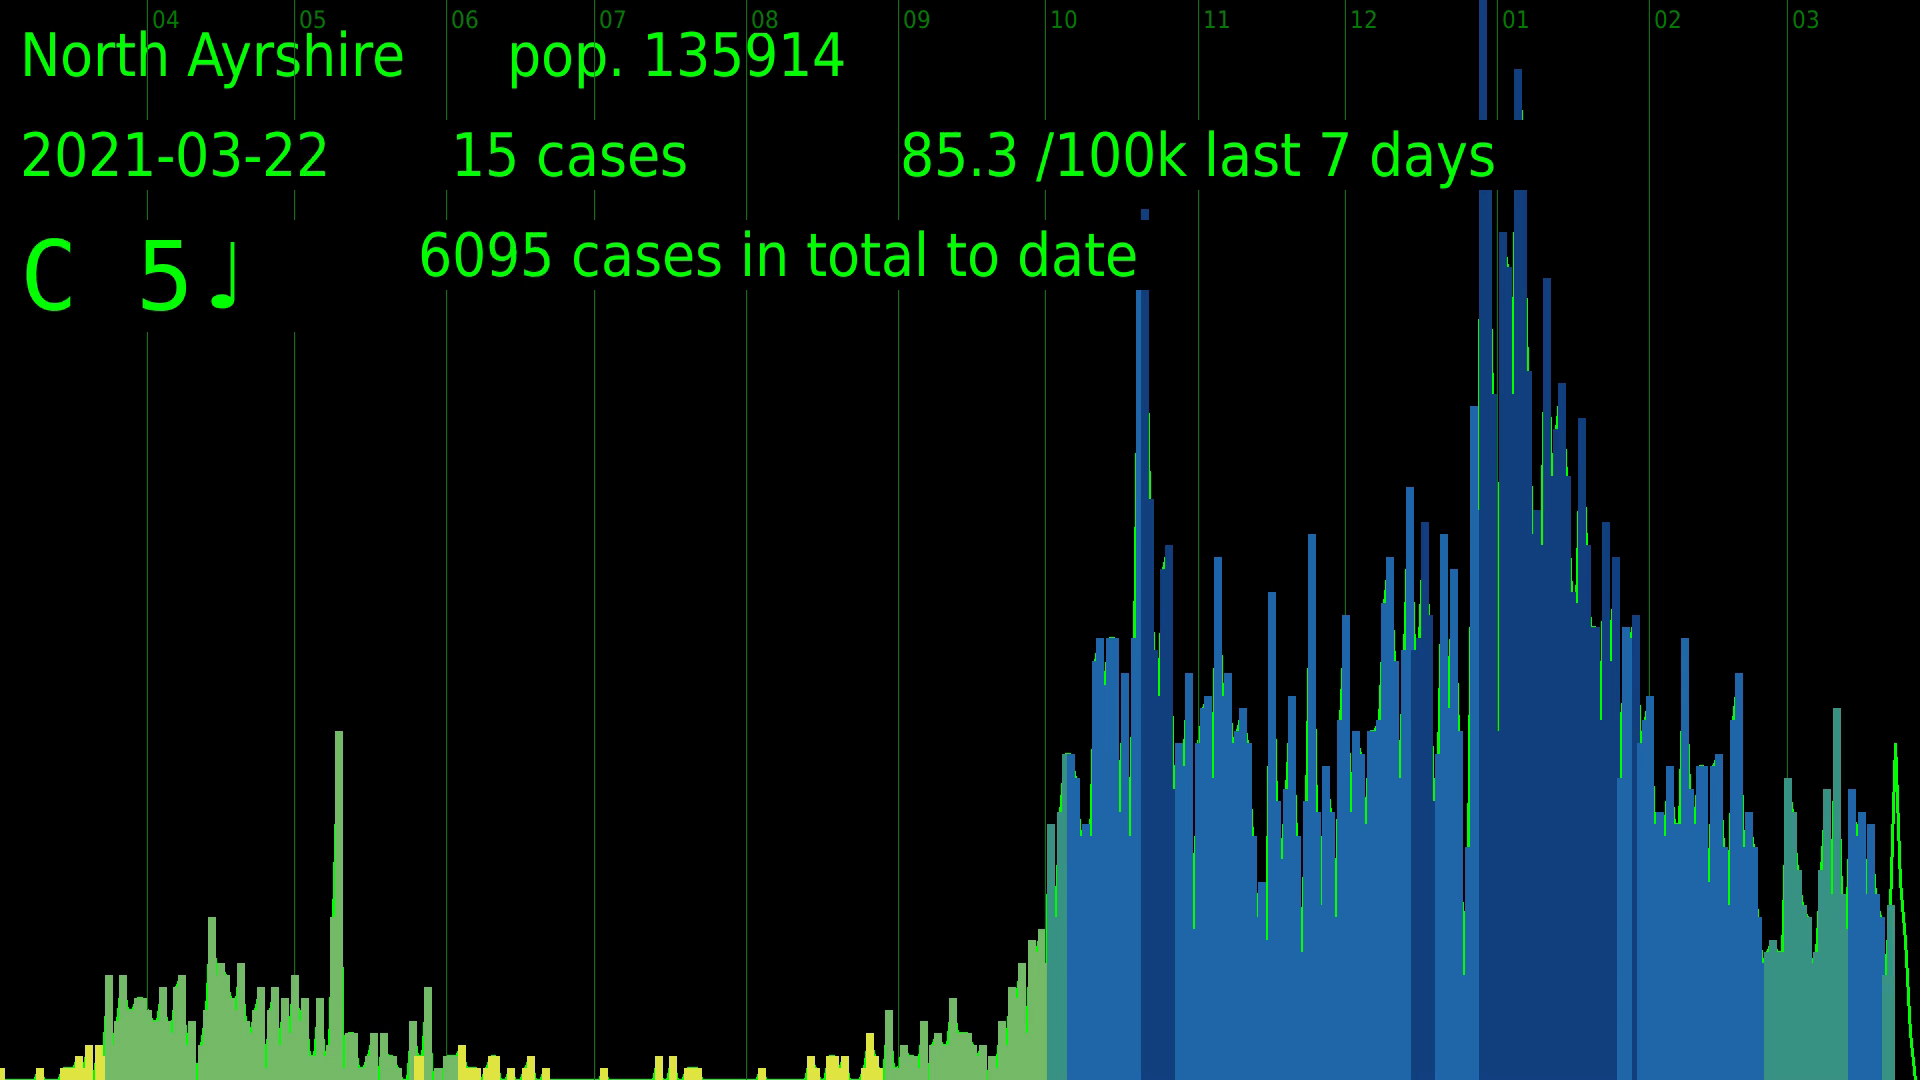 04 05 06 07 08 09 10 11 12 01 02 03
North Ayrshire pop. 135914
2021-03-22 15 cases 85.3 /100k last 7 days
C 5♩ 6095 cases in total to date